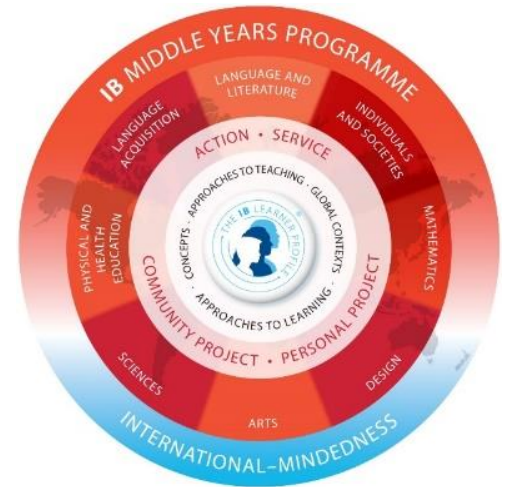 IB MIDDLE YEARS PROGRAMME
LANGUAGE AND
LITERATURE
INDIVIDUALS
AND SOCIETIES
MATHEMATICS
DESIGN
ARTS
SCIENCES
PHYSICAL AND
HEALTH
EDUCATION
LANGUAGE
ACQUISITION
ACTION • SERVICE
COMMUNITY PROJECT • PERSONAL PROJECT
APPROACHES TO TEACHING · GLOBAL CONTEXTS ·
APPROACHES TO LEARNING ·
CONCEPTS ·
THE IB LEARNER PROFILE
®
INTERNATIONAL-MINDEDNESS